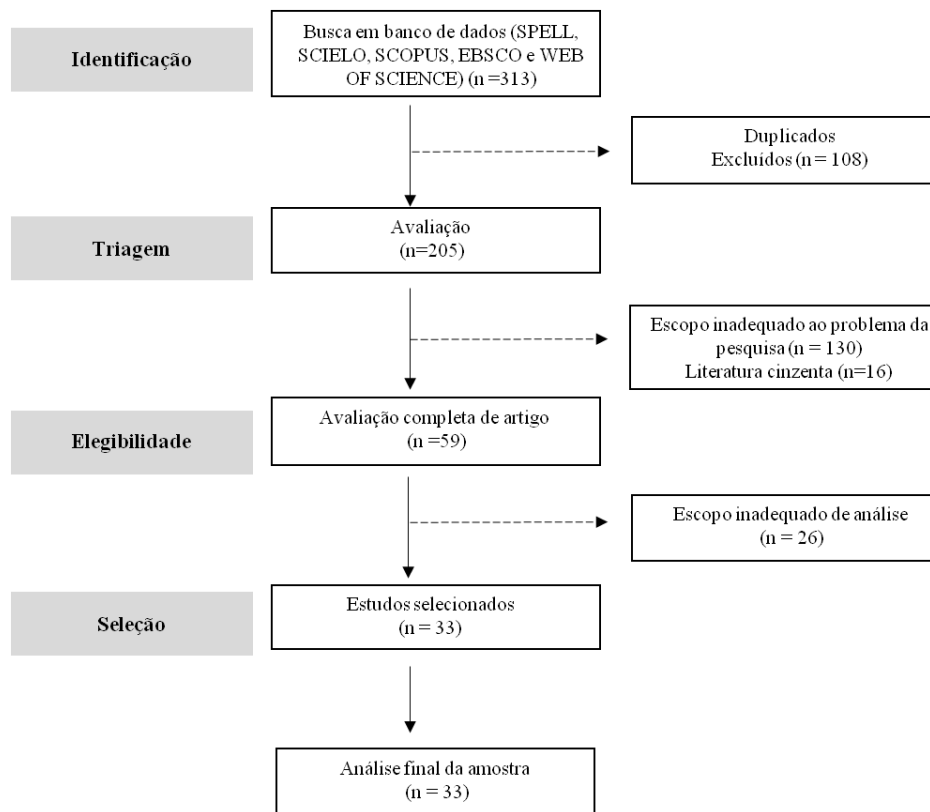 Identificação
Busca em banco de dados (SPELL,
SCIELO, SCOPUS, EBSCO e WEB
OF SCIENCE) (n =313)
Duplicados
Excluídos (n = 108)
Triagem
Avaliação
(n=205)
Escopo inadequado ao problema da
pesquisa (n = 130)
Literatura cinzenta (n=16)
Elegibilidade
Avaliação completa de artigo
(n =59)
Escopo inadequado de análise
(n = 26)
Seleção
Estudos selecionados
(n = 33)
Análise final da amostra
(n = 33)